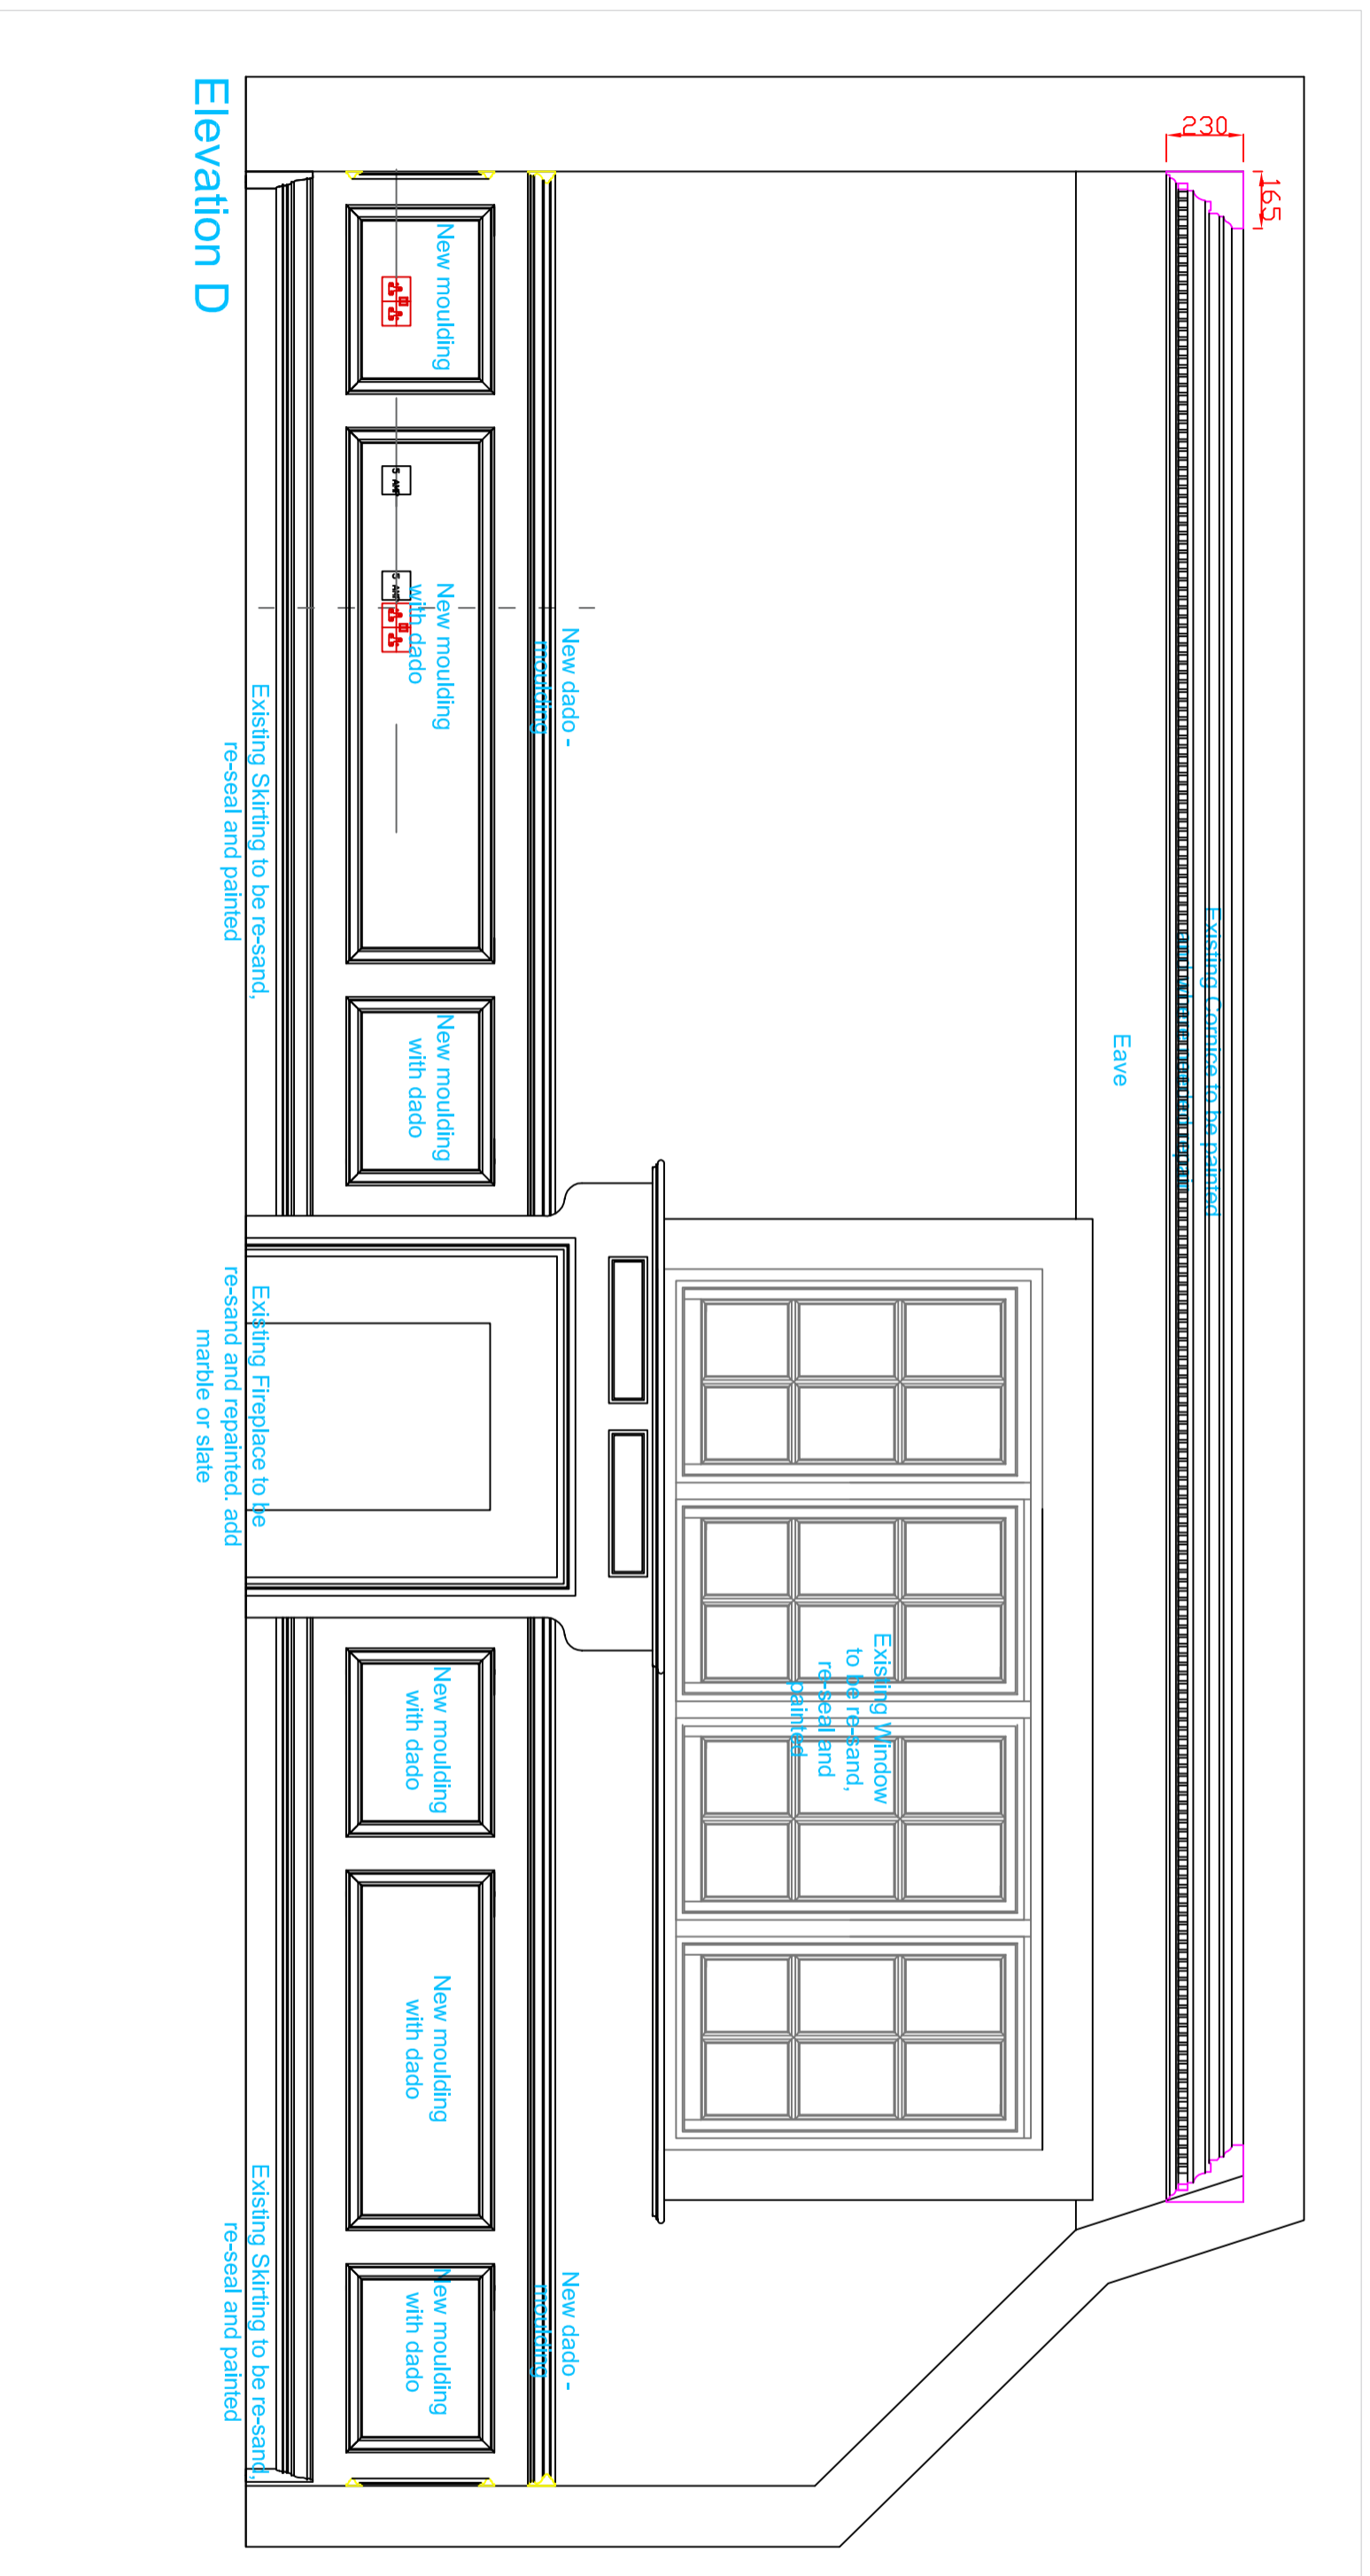 165
230
Existing Cornice to be painted
Eave
Existing Window
to be re-sand,
re-seal and
painted
New dado -
moulding
New dado -
moulding
New moulding
New moulding
with dado
New moulding
with dado
New moulding
with dado
New moulding
with dado
New moulding
with dado
5 AMP
5 AMP
Existing Skirting to be re-sand,
re-seal and painted
Existing Fireplace to be
re-sand and repainted. add
marble or slate
Existing Skirting to be re-sand,
re-seal and painted
Elevation D